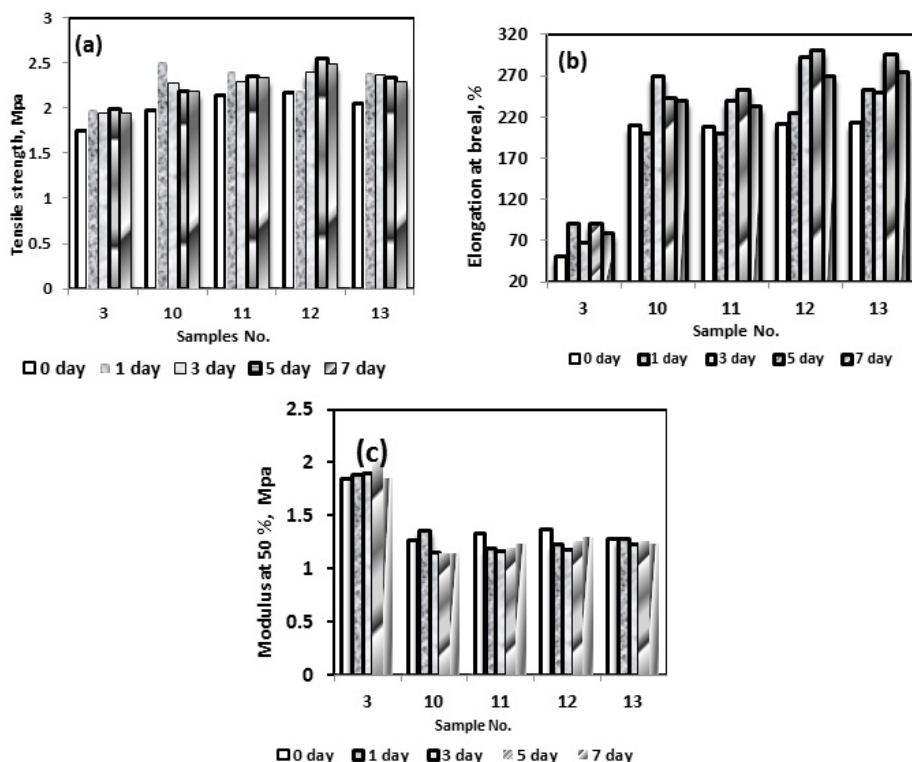 (a)
Tensile strength, Mpa
3
2.5
2
1.5
1
0.5
0
3 10 11 12 13
Samples No.
0 day 1 day 3 day 5 day 7 day
(b)
Elongation at breal, %
320
270
220
170
120
70
20
3 10 11 12 13
Sample No.
0 day 1 day 3 day 5 day 7 day
(c)
Modulus at 50 %, Mpa
2.5
2
1.5
1
0.5
0
3 10 11 12 13
Sample No.
0 day 1 day 3 day 5 day 7 day